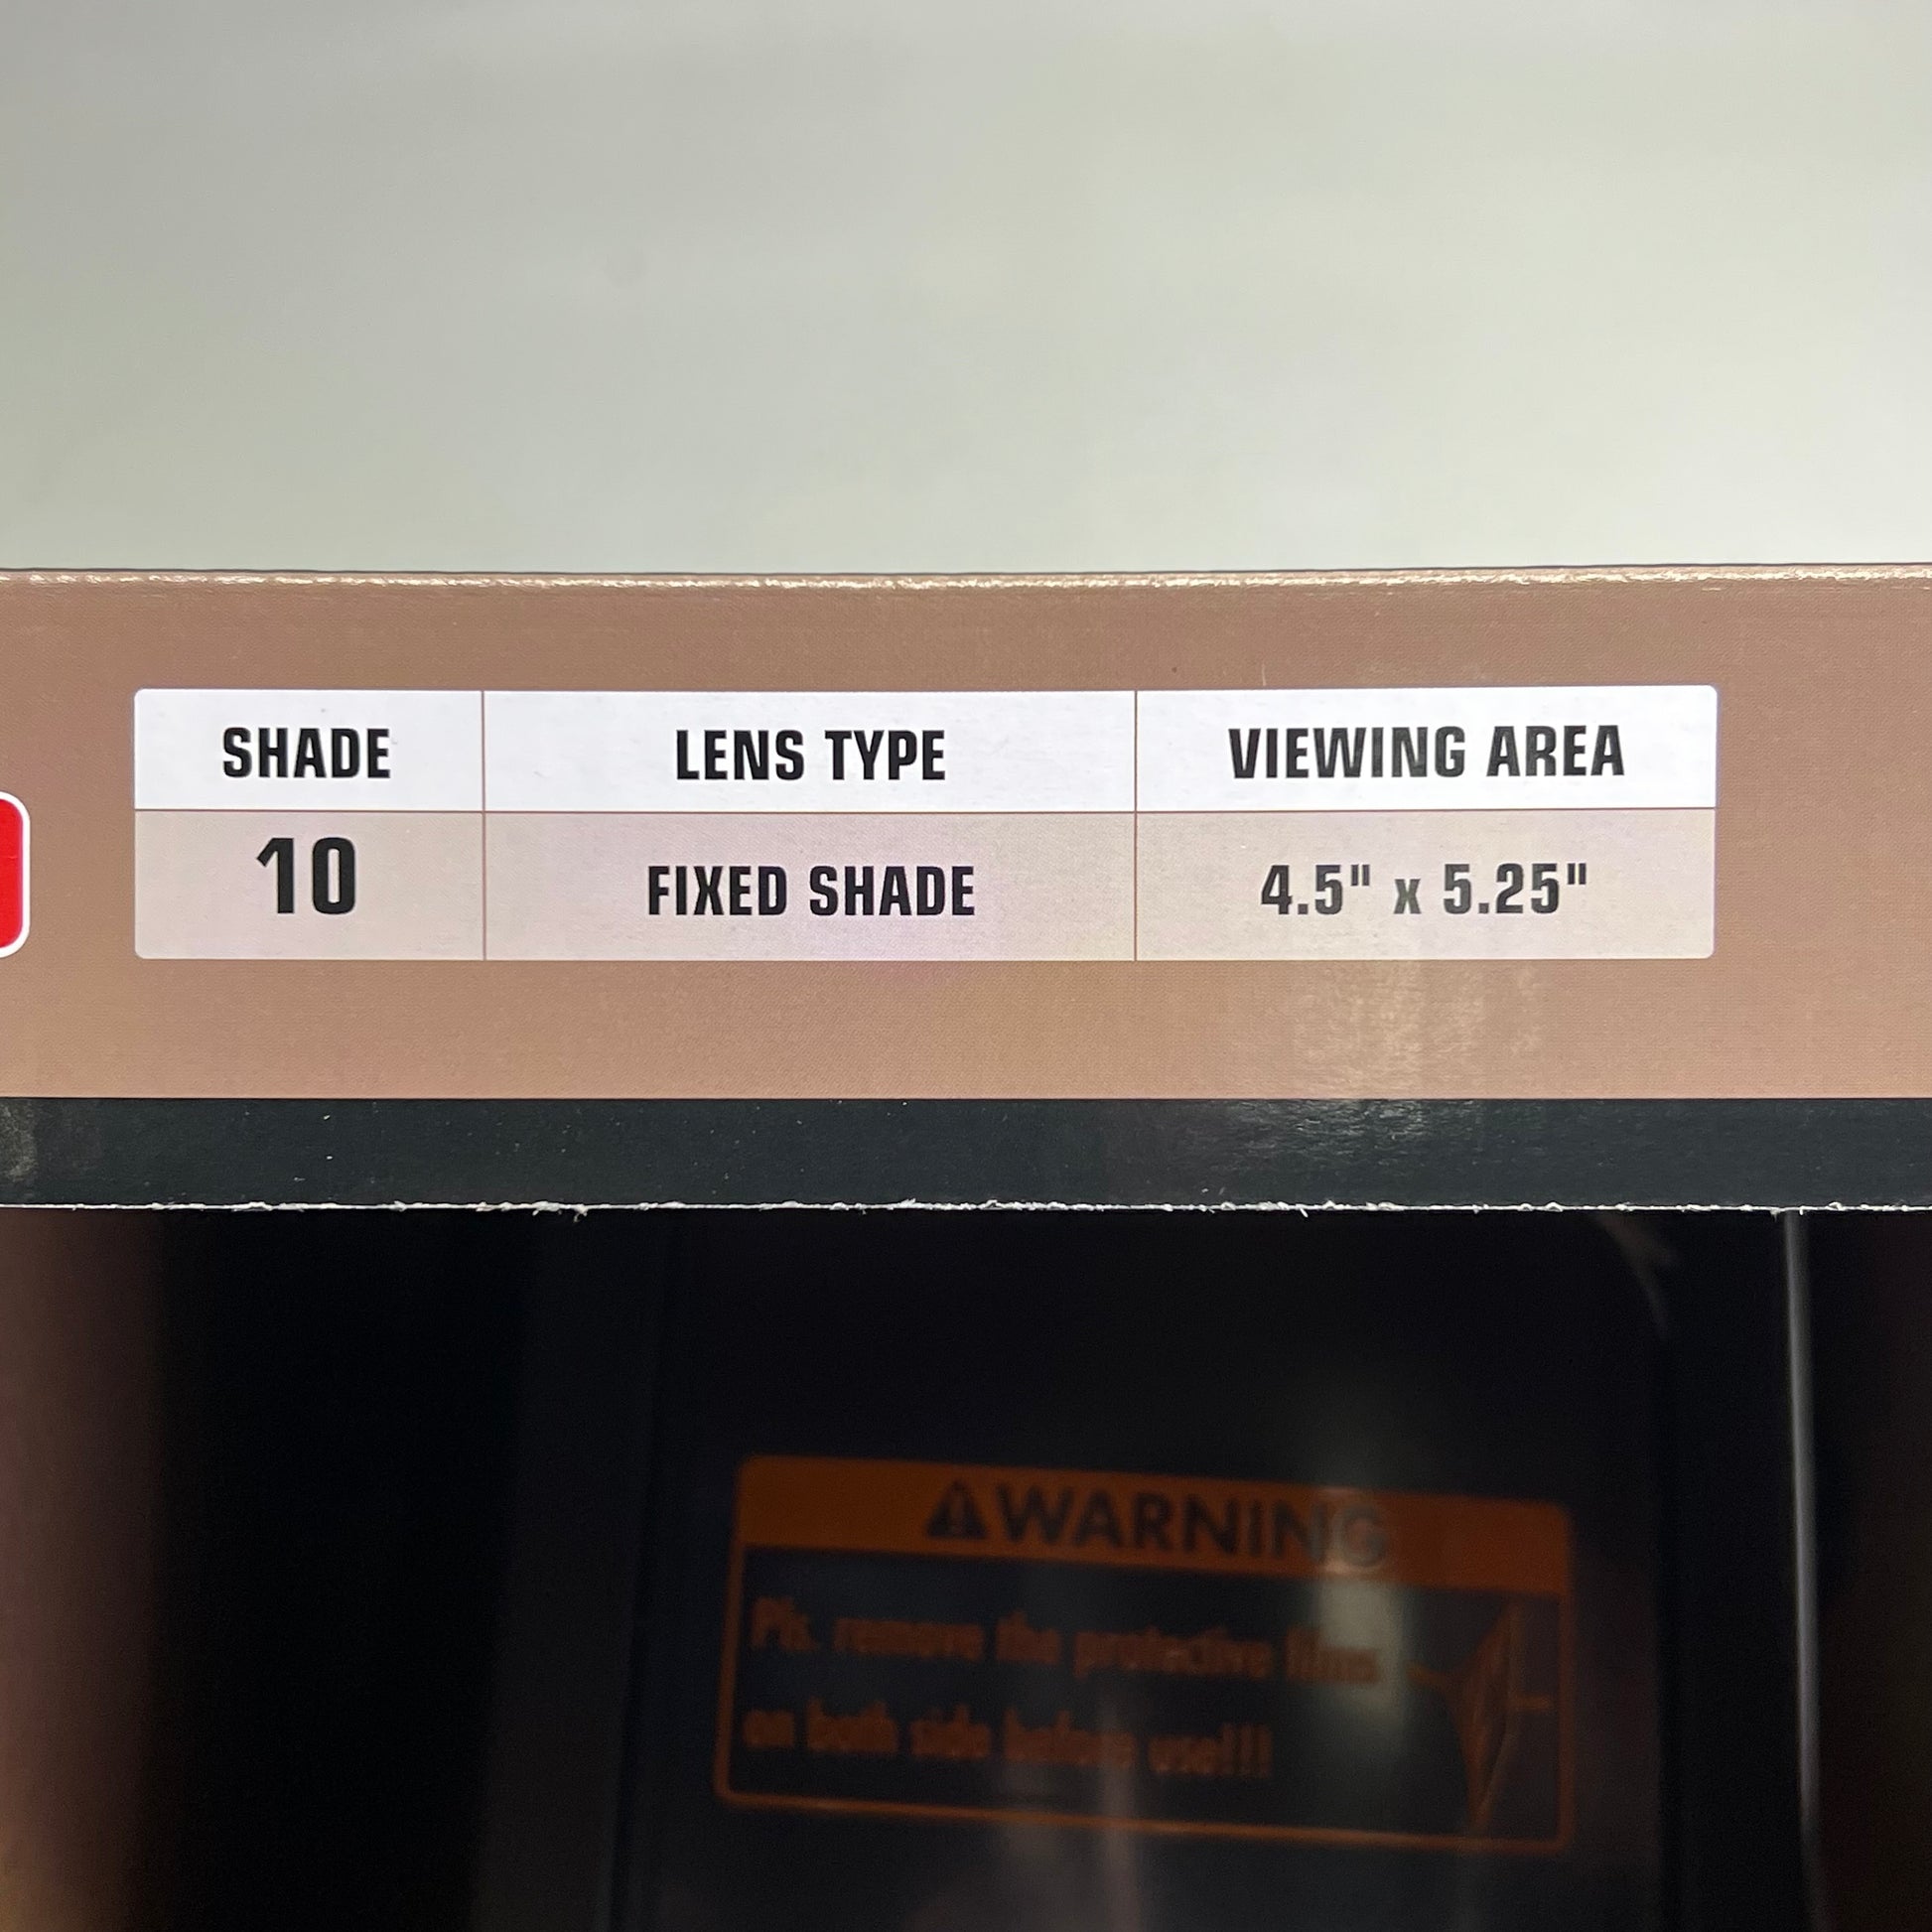 SHADE LENS TYPE VIEWING AREA
10 FIXED SHADE 4.5" x 5.25"
WARNING
Pls. remove the protective films
on both side before use!!!